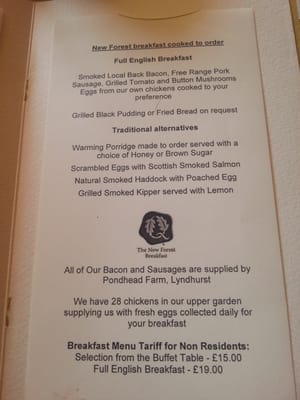 New Forest breakfast cooked to order
Full English Breakfast
Smoked Local Back Bacon, Free Range Pork
Sausage, Grilled Tomato and Button Mushrooms
Eggs from our own chickens cooked to your
preference
Grilled Black Pudding or Fried Bread on request
Traditional alternatives
Warming Porridge made to order served with a
choice of Honey or Brown Sugar
Scrambled Eggs with Scottish Smoked Salmon
Natural Smoked Haddock with Poached Egg
Grilled Smoked Kipper served with Lemon
The New Forest
Breakfast
All of Our Bacon and Sausages are supplied by
Pondhead Farm, Lyndhurst
We have 28 chickens in our upper garden
supplying us with fresh eggs collected daily for
your breakfast
Breakfast Menu Tariff for Non Residents:
Selection from the Buffet Table - £15.00
Full English Breakfast - £19.00